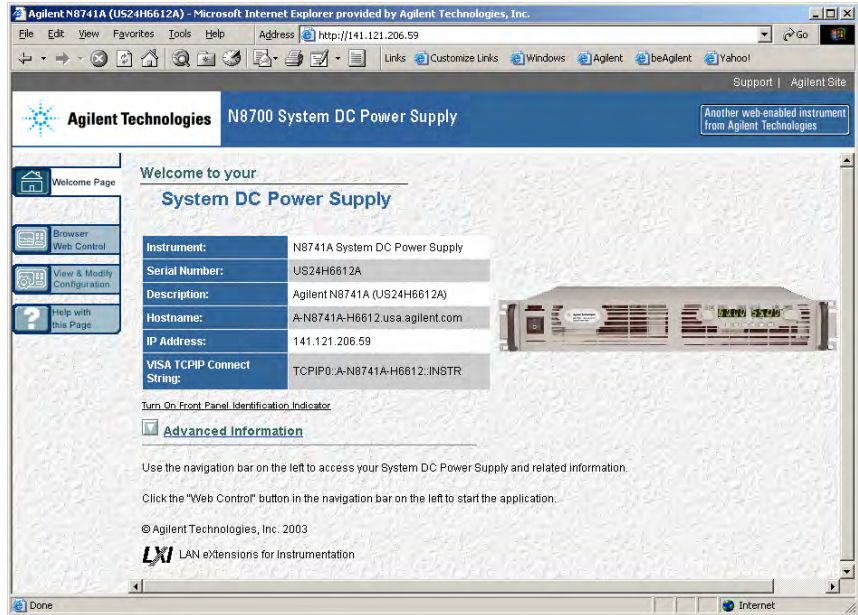 Agilent N8741A (US24H6612A) - Microsoft Internet Explorer provided by Agilent Technologies, Inc.
File Edit View Favorites Tools Help Address http://141.121.206.59 Go
Links Customize Links Windows Agilent beAgilent Yahoo!
Support | Agilent Site
Agilent Technologies N8700 System DC Power Supply
Another web-enabled instrument
from Agilent Technologies
Welcome Page
Browser
Web Control
View & Modify
Configuration
Help with
this Page
Welcome to your
System DC Power Supply
Instrument: N8741A System DC Power Supply
Serial Number: US24H6612A
Description: Agilent N8741A (US24H6612A)
Hostname: A-N8741A-H6612.usa.agilent.com
IP Address: 141.121.206.59
VISA TCPIP Connect
String: TCPIP0::A-N8741A-H6612::INSTR
Turn On Front Panel Identification Indicator
Advanced Information
Use the navigation bar on the left to access your System DC Power Supply and related information.
Click the "Web Control" button in the navigation bar on the left to start the application.
© Agilent Technologies, Inc. 2003
LXI LAN eXtensions for Instrumentation
Done Internet